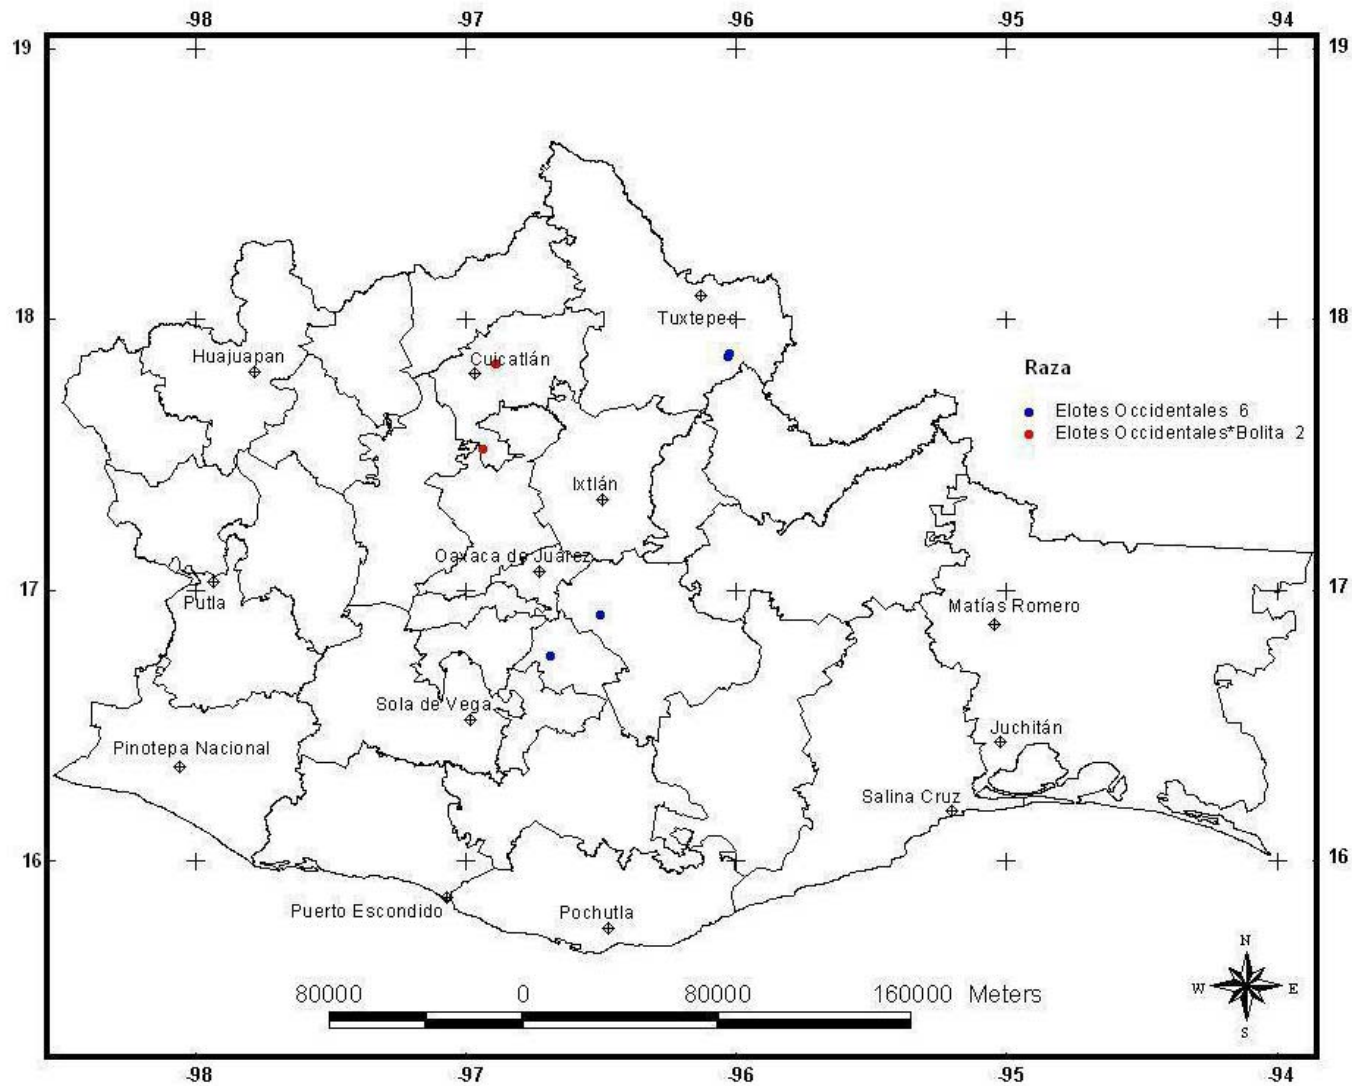 -98 -97 -96 -95 -94
19 19
18 18
Tuxtepec
Huajuapan
Cuicatlán
Raza
Elotes Occidentales 6
Elotes Occidentales*Bolita 2
Ixtlán
Oaxaca de Juárez
17 17
Putla
Matías Romero
Sola de Vega
Pinotepa Nacional
Juchitán
Salina Cruz
16 16
Puerto Escondido
Pochutla
N
W E
S
80000 0 80000 160000 Meters
-98 -97 -96 -95 -94